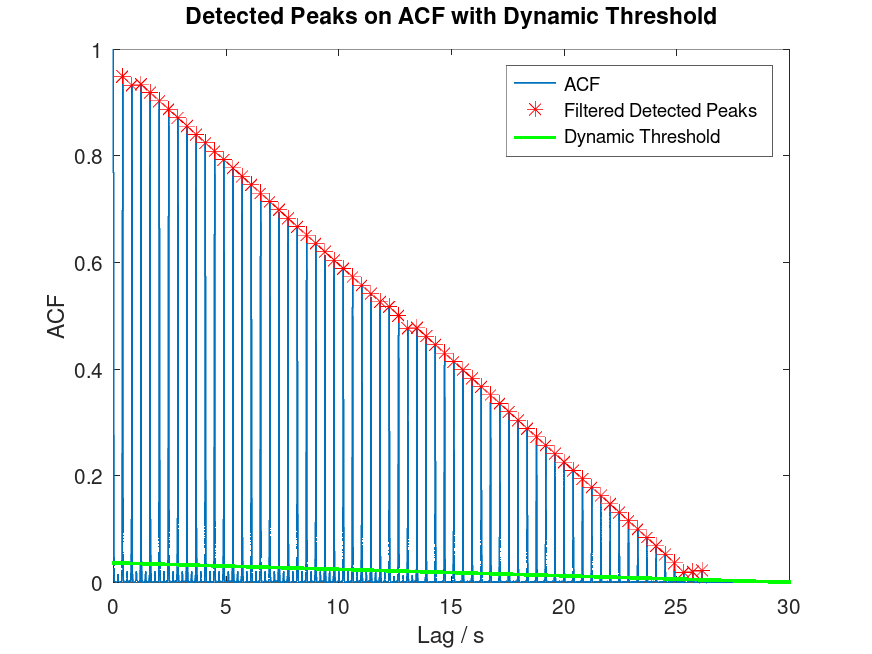 Detected Peaks on ACF with Dynamic Threshold
1
0.8
0.6
0.4
0.2
0
ACF
ACF
Filtered Detected Peaks
Dynamic Threshold
0 5 10 15 20 25 30
Lag / s